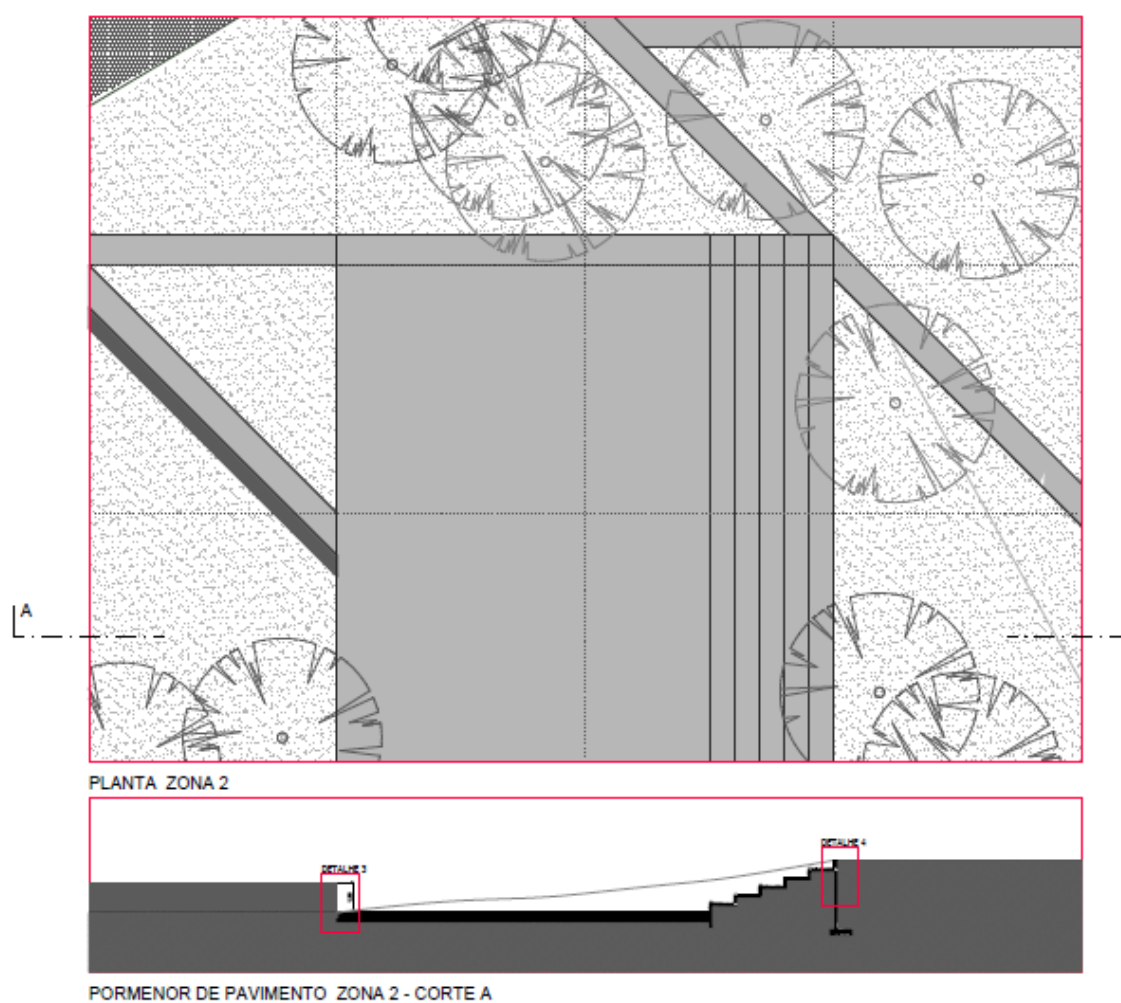 A
PLANTA ZONA 2
DETALHE 3
DETALHE 4
PORMENOR DE PAVIMENTO ZONA 2 - CORTE A